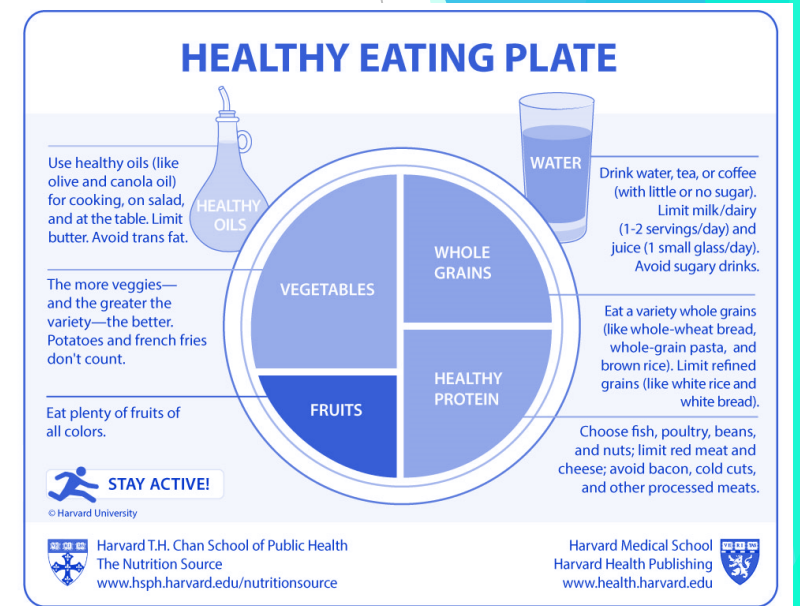 HEALTHY EATING PLATE
Use healthy oils (like
olive and canola oil)
for cooking, on salad,
and at the table. Limit
butter. Avoid trans fat.
HEALTHY
OILS
WATER
Drink water, tea, or coffee
(with little or no sugar).
Limit milk/dairy
(1-2 servings/day) and
juice (1 small glass/day).
Avoid sugary drinks.
The more veggies—
and the greater the
variety—the better.
Potatoes and french fries
don't count.
VEGETABLES
WHOLE
GRAINS
Eat a variety whole grains
(like whole-wheat bread,
whole-grain pasta, and
brown rice). Limit refined
grains (like white rice and
white bread).
Eat plenty of fruits of
all colors.
FRUITS
HEALTHY
PROTEIN
Choose fish, poultry, beans,
and nuts; limit red meat and
cheese; avoid bacon, cold cuts,
and other processed meats.
STAY ACTIVE!
© Harvard University
Harvard T.H. Chan School of Public Health
The Nutrition Source
www.hsph.harvard.edu/nutritionsource
Harvard Medical School
Harvard Health Publishing
www.health.harvard.edu